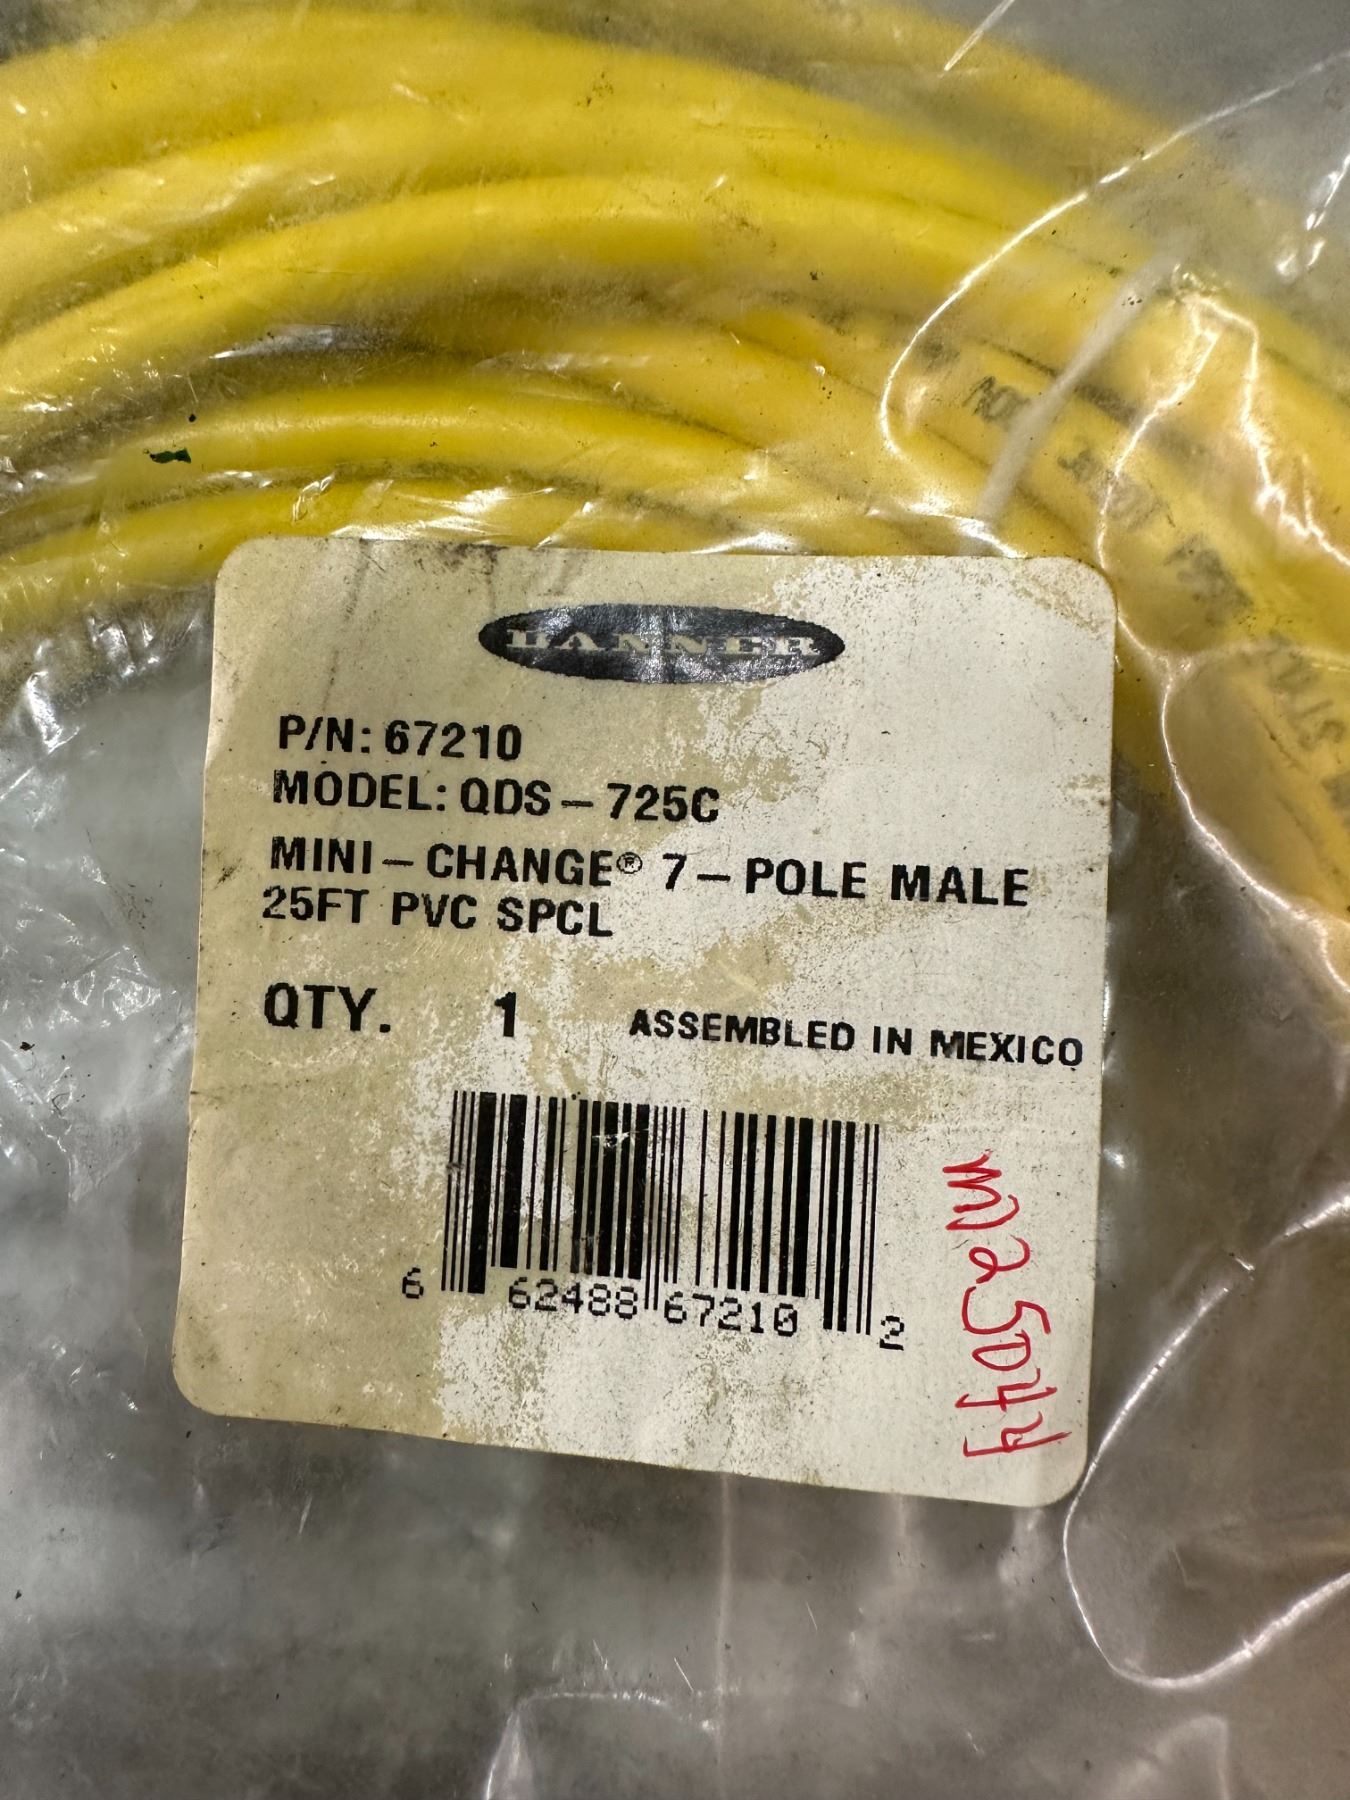 BANNER
P/N: 67210
MODEL: QDS-725C
MINI-CHANGE® 7-POLE MALE
25FT PVC SPCL
QTY. 1 ASSEMBLED IN MEXICO
6 62488 67210 2
m25044